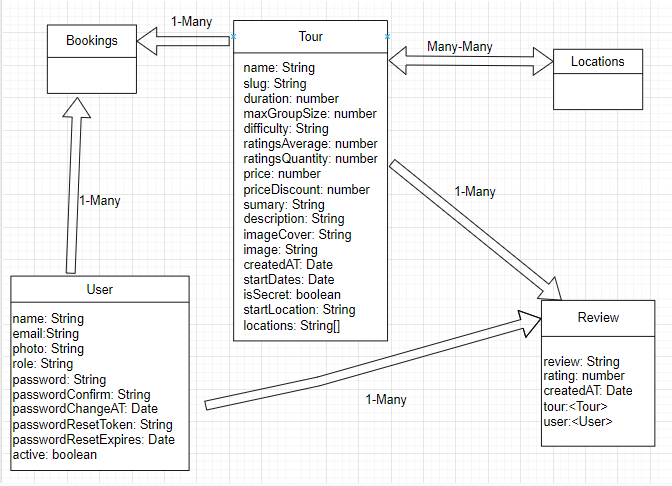 1-Many
Bookings
Tour
Many-Many
Locations
name: String
slug: String
duration: number
maxGroupSize: number
difficulty: String
ratingsAverage: number
ratingsQuantity: number
price: number
priceDiscount: number
sumary: String
description: String
imageCover: String
image: String
createdAT: Date
startDates: Date
isSecret: boolean
startLocation: String
locations: String[]
1-Many
1-Many
User
name: String
email:String
photo: String
role: String
password: String
passwordConfirm: String
passwordChangeAT: Date
passwordResetToken: String
passwordResetExpires: Date
active: boolean
1-Many
Review
review: String
rating: number
createdAT: Date
tour:<Tour>
user:<User>